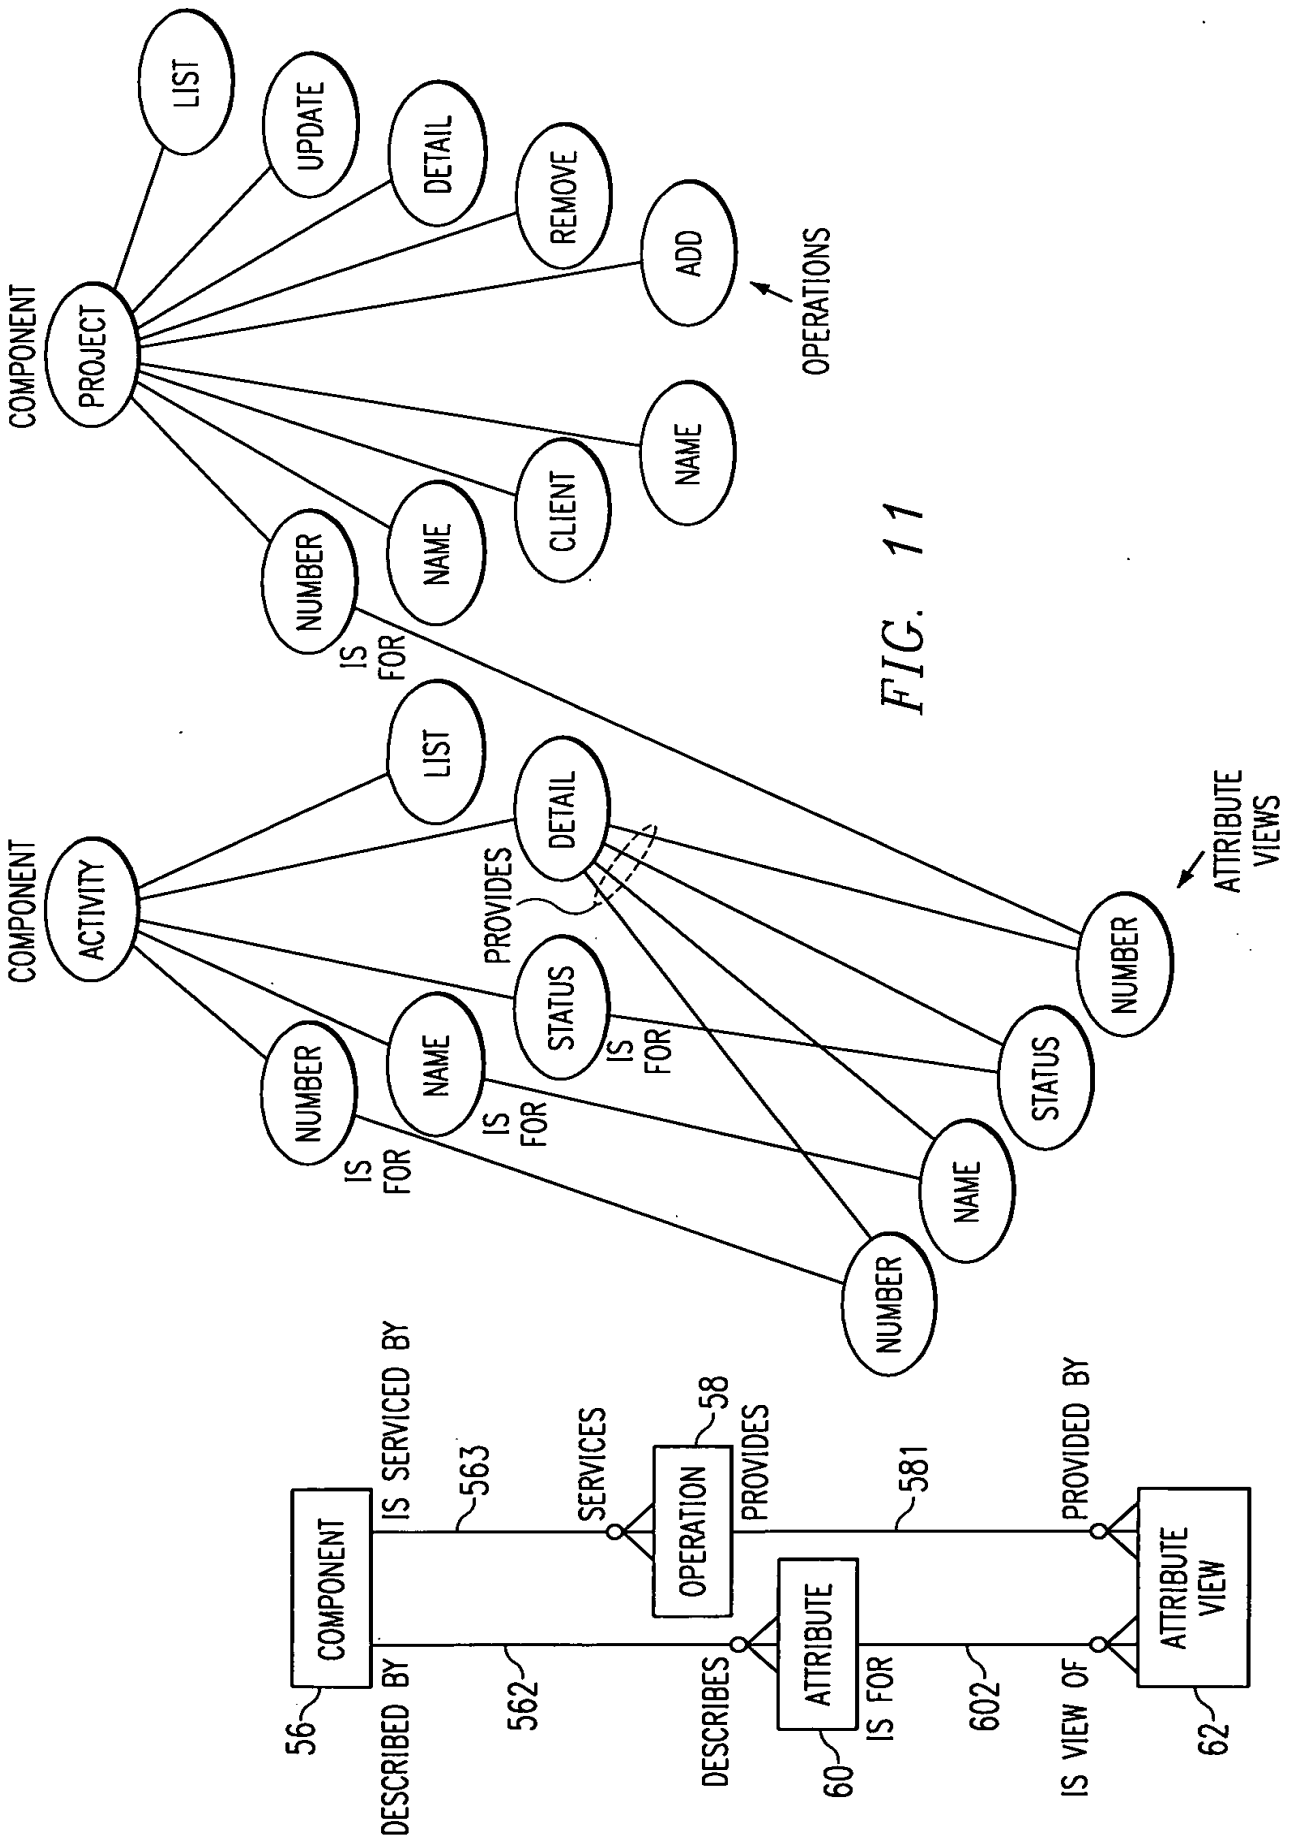 COMPONENT
56
DESCRIBED BY
IS SERVICED BY
562
563
SERVICES
OPERATION
58
PROVIDES
DESCRIBES
ATTRIBUTE
60
IS FOR
581
602
IS VIEW OF
PROVIDED BY
ATTRIBUTE
VIEW
62
COMPONENT
ACTIVITY
NUMBER
IS
FOR
NAME
IS
FOR
STATUS
IS
FOR
LIST
DETAIL
PROVIDES
NUMBER
NAME
STATUS
NUMBER
ATTRIBUTE
VIEWS
COMPONENT
PROJECT
NUMBER
IS
FOR
NAME
CLIENT
NAME
LIST
UPDATE
DETAIL
REMOVE
ADD
OPERATIONS
FIG. 11